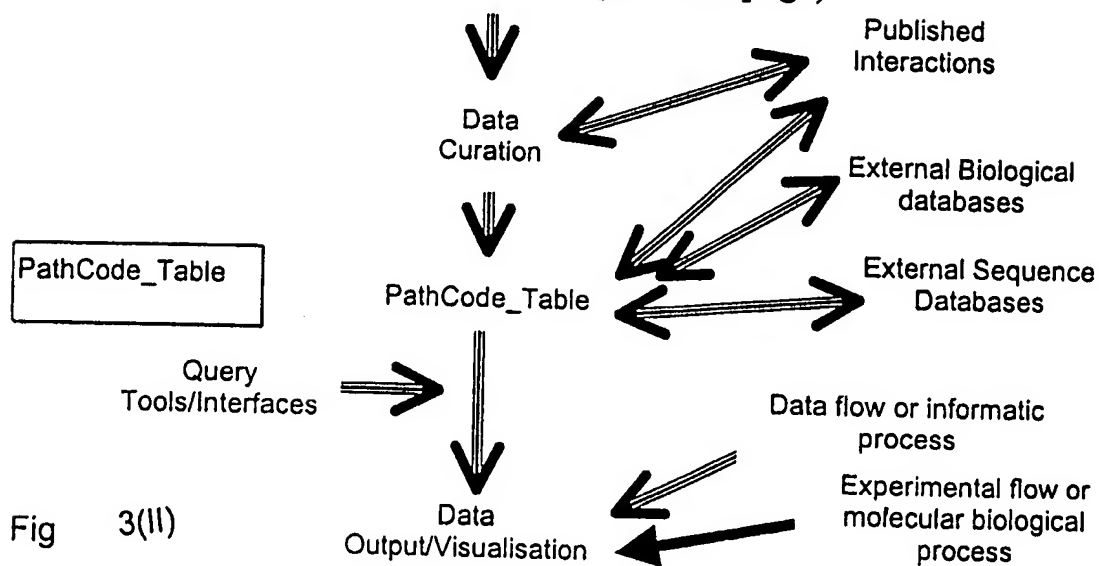 Published
Interactions
Data
Curation
External Biological
databases
PathCode_Table
PathCode_Table
External Sequence
Databases
Query
Tools/Interfaces
Data flow or informatic
process
Experimental flow or
molecular biological
process
Fig 3(II)
Data
Output/Visualisation